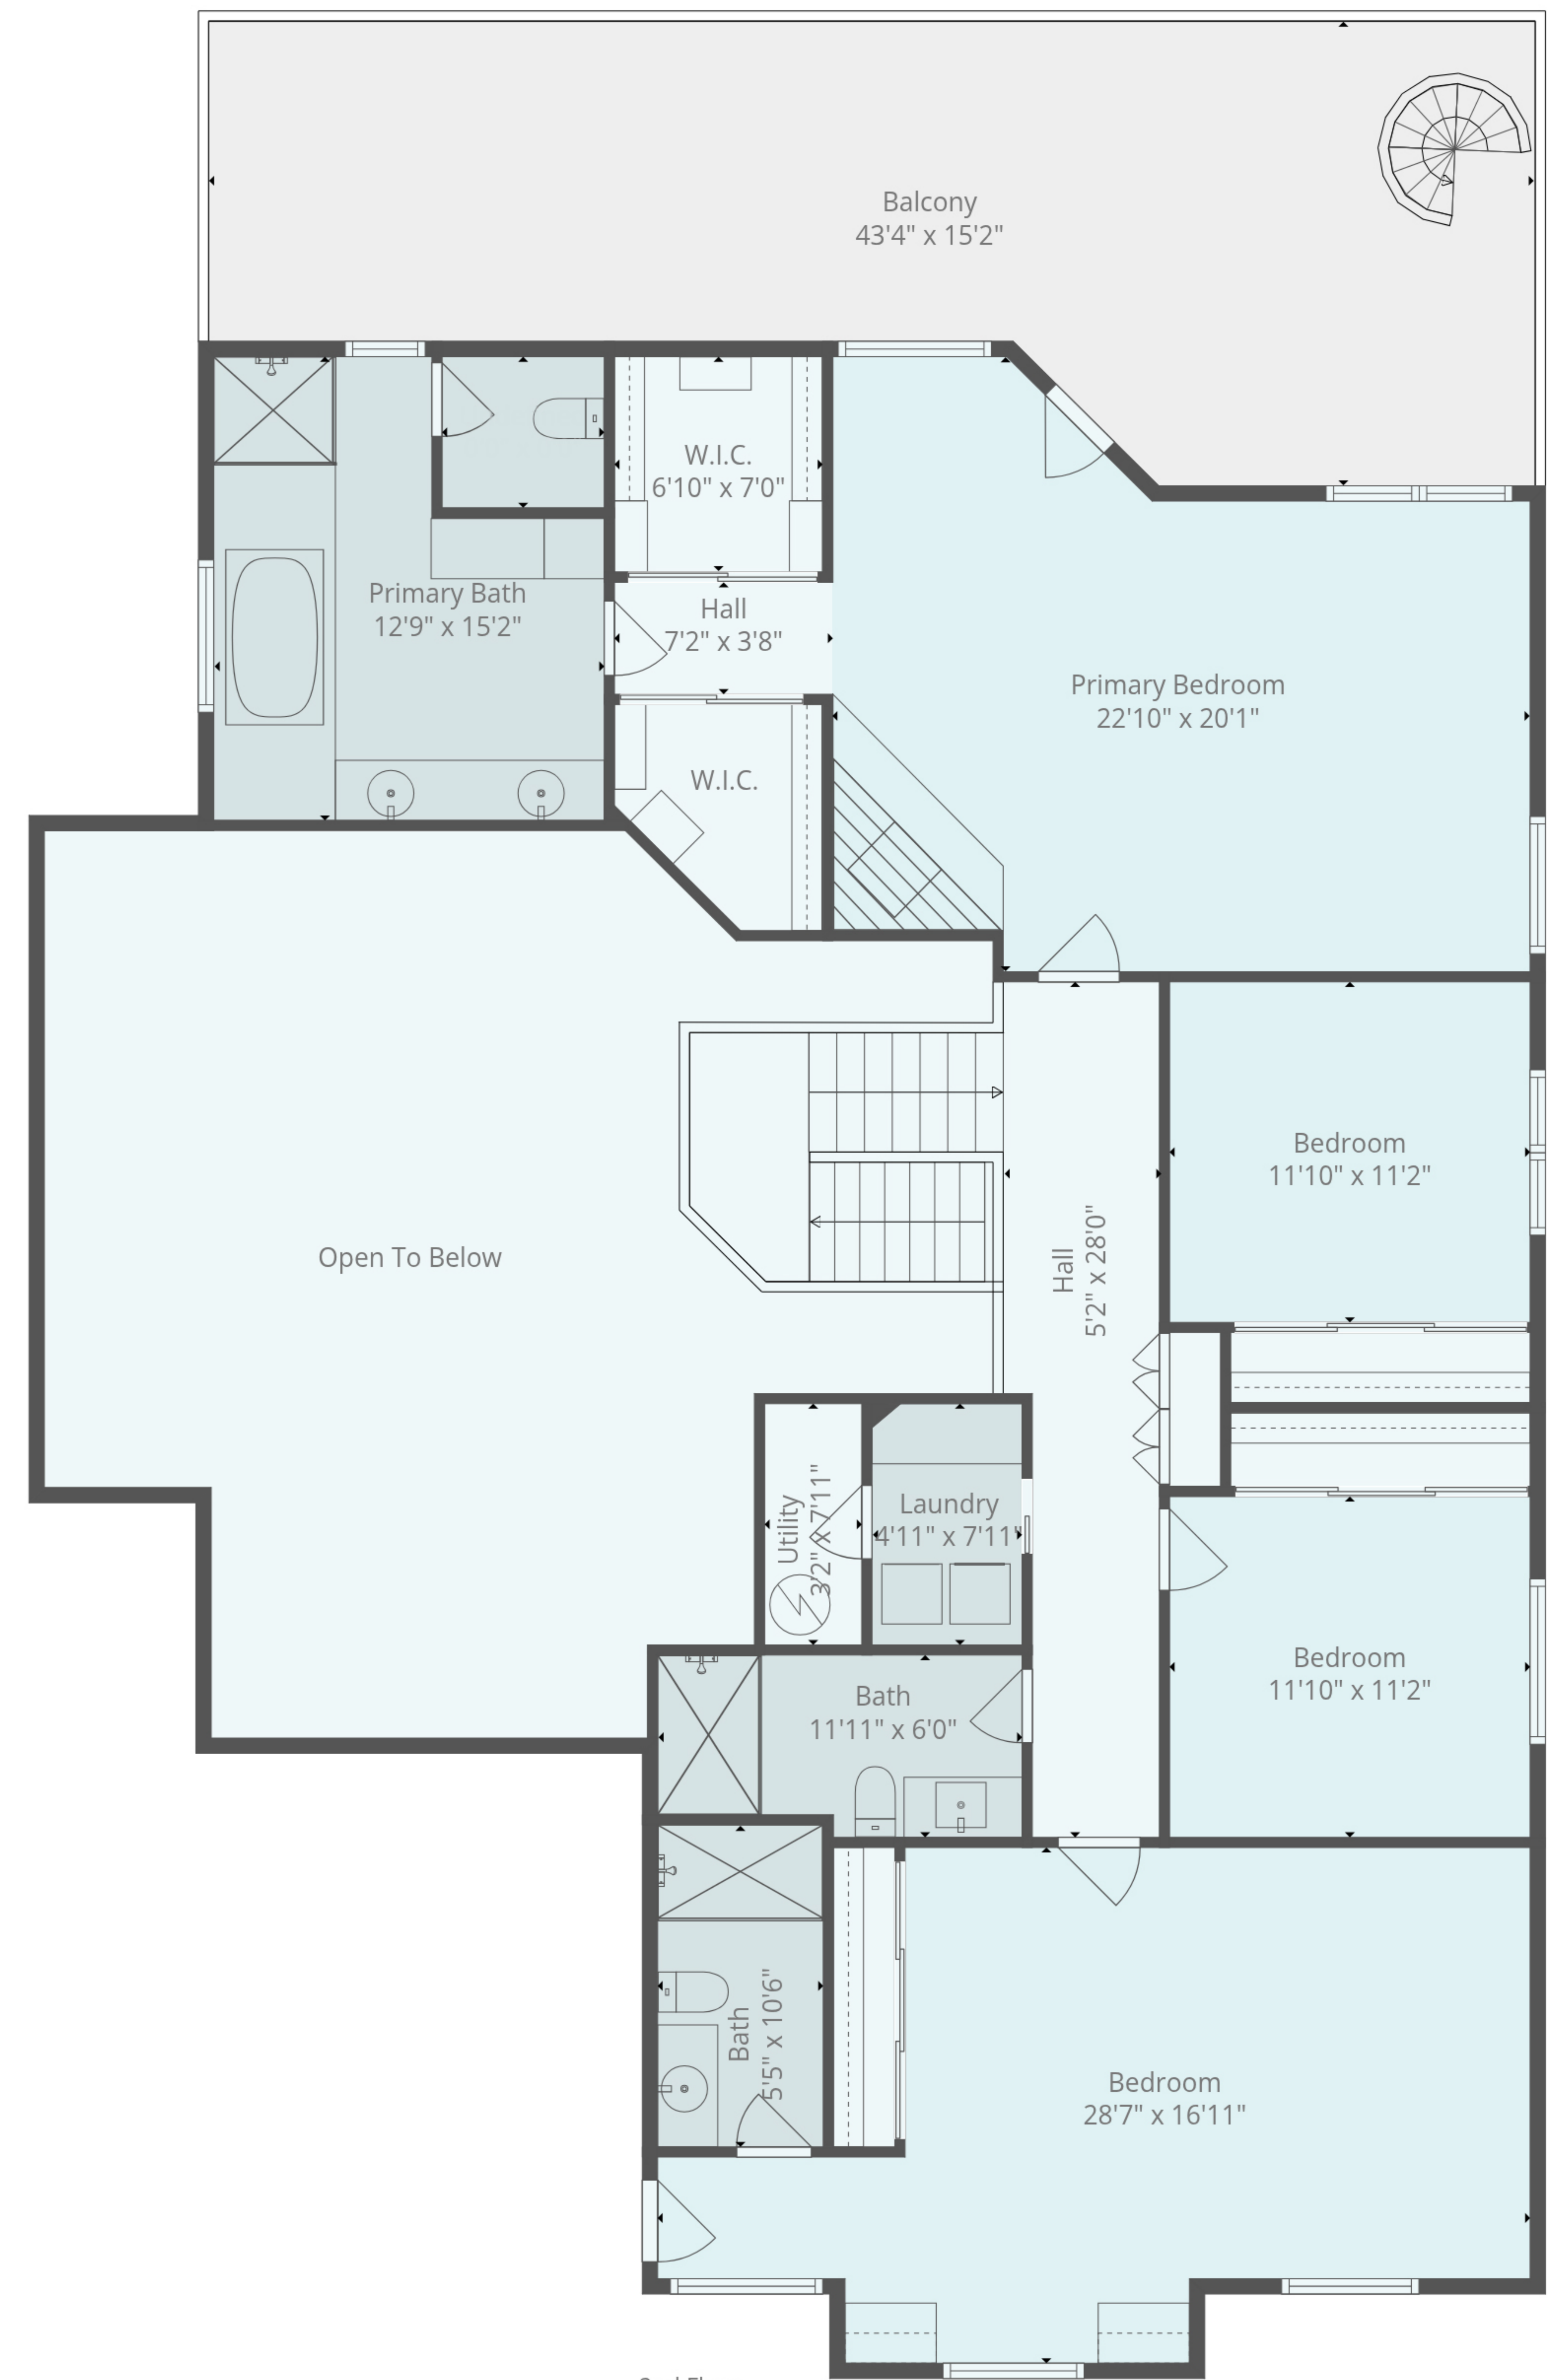 Balcony
43'4" x 15'2"
W.I.C.
6'10" x 7'0"
Primary Bath
12'9" x 15'2"
Hall
7'2" x 3'8"
Primary Bedroom
22'10" x 20'1"
W.I.C.
Bedroom
11'10" x 11'2"
Open To Below
Hall
5'2" x 28'0"
Utility
3'2" x 7'11"
Laundry
4'11" x 7'11"
Bedroom
11'10" x 11'2"
Bath
11'11" x 6'0"
Bath
5'5" x 10'6"
Bedroom
28'7" x 16'11"